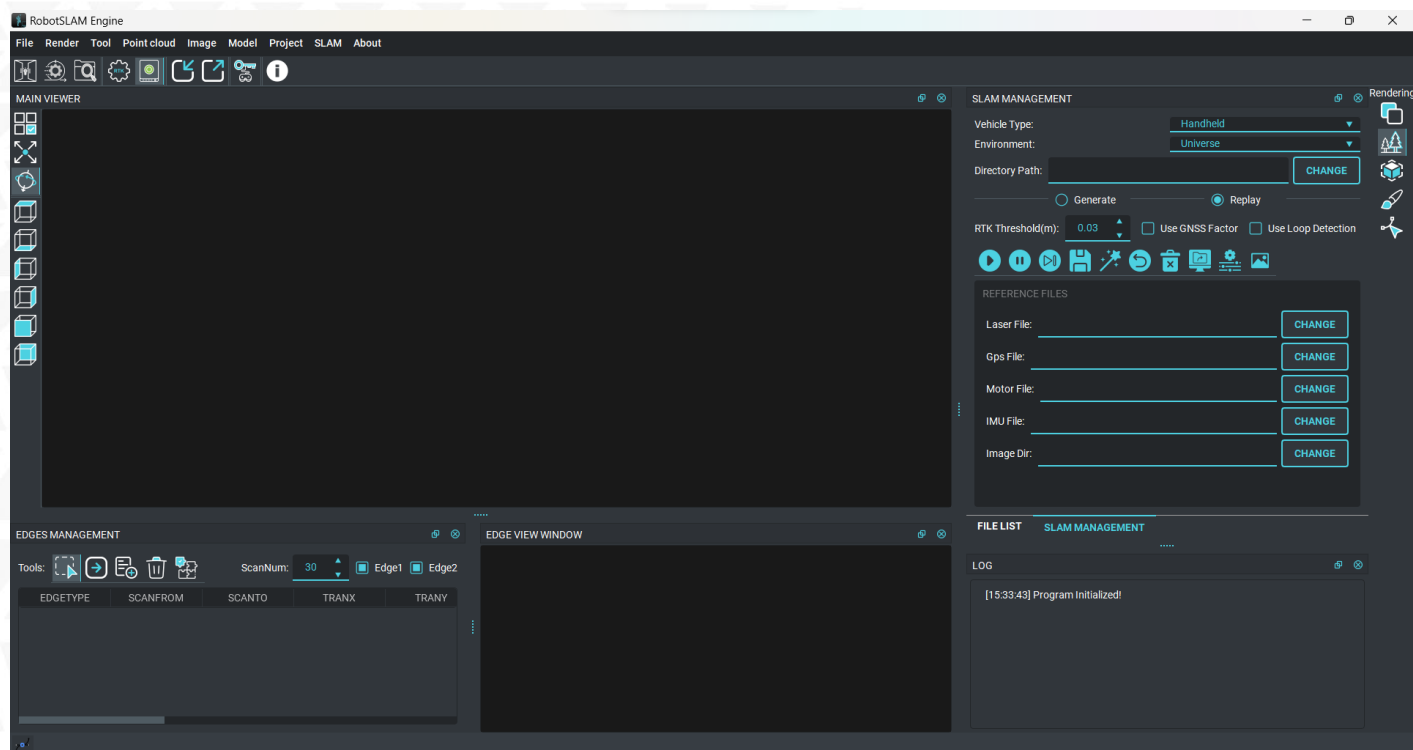 RobotSLAM Engine
File Render Tool Point cloud Image Model Project SLAM About
RTK
MAIN VIEWER
SLAM MANAGEMENT
Rendering
Vehicle Type: Handheld
Environment: Universe
Directory Path: CHANGE
Generate Replay
RTK Threshold(m): 0.03 Use GNSS Factor Use Loop Detection
REFERENCE FILES
Laser File: CHANGE
Gps File: CHANGE
Motor File: CHANGE
IMU File: CHANGE
Image Dir: CHANGE
FILE LIST SLAM MANAGEMENT
EDGES MANAGEMENT
Tools: ScanNum: 30 Edge1 Edge2
EDGETYPE SCANFROM SCANTO TRANX TRANY
EDGE VIEW WINDOW
LOG
[15:33:43] Program Initialized!